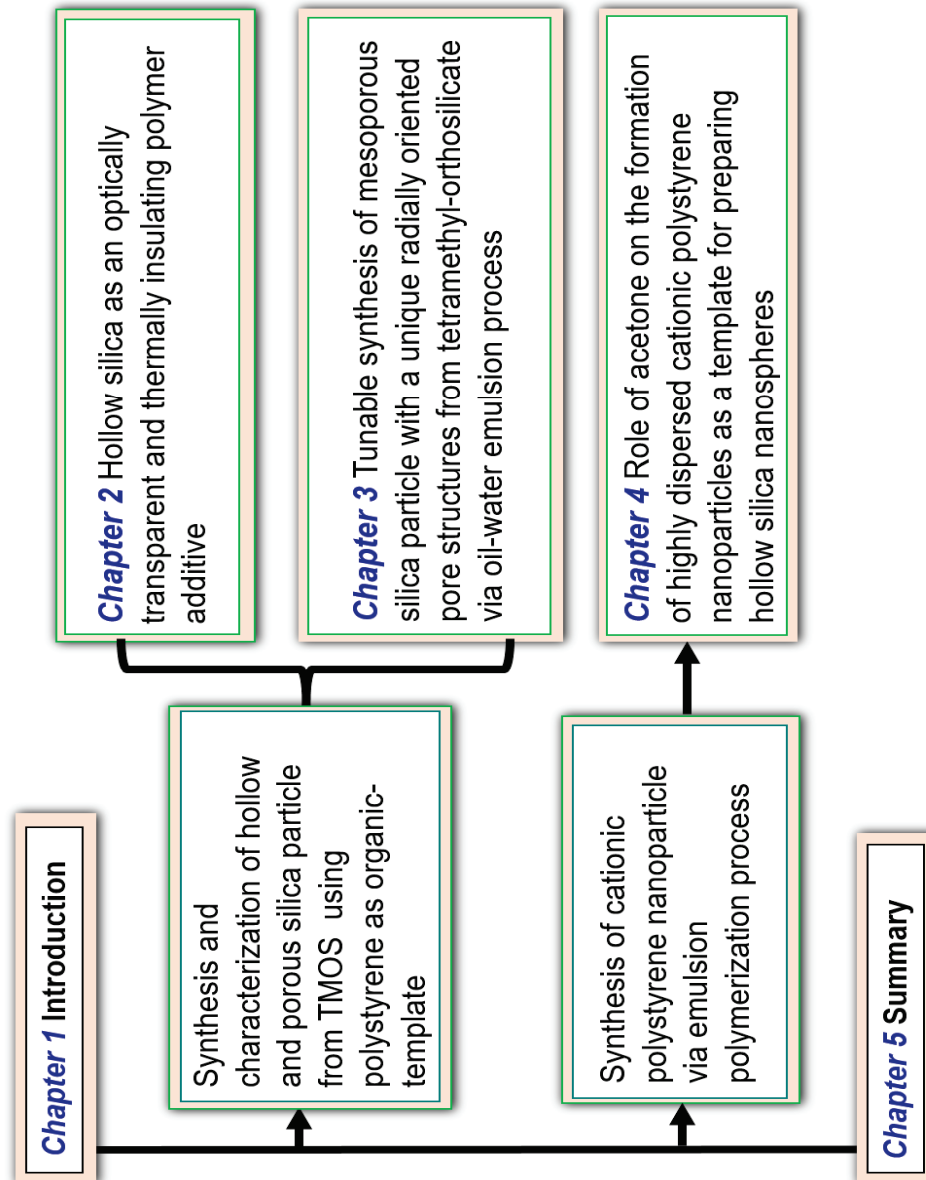 Chapter 1 Introduction
Synthesis and
characterization of hollow
and porous silica particle
from TMOS using
polystyrene as organic-
template
Chapter 2 Hollow silica as an optically
transparent and thermally insulating polymer
additive
Chapter 3 Tunable synthesis of mesoporous
silica particle with a unique radially oriented
pore structures from tetramethyl-orthosilicate
via oil-water emulsion process
Synthesis of cationic
polystyrene nanoparticle
via emulsion
polymerization process
Chapter 4 Role of acetone on the formation
of highly dispersed cationic polystyrene
nanoparticles as a template for preparing
hollow silica nanospheres
Chapter 5 Summary